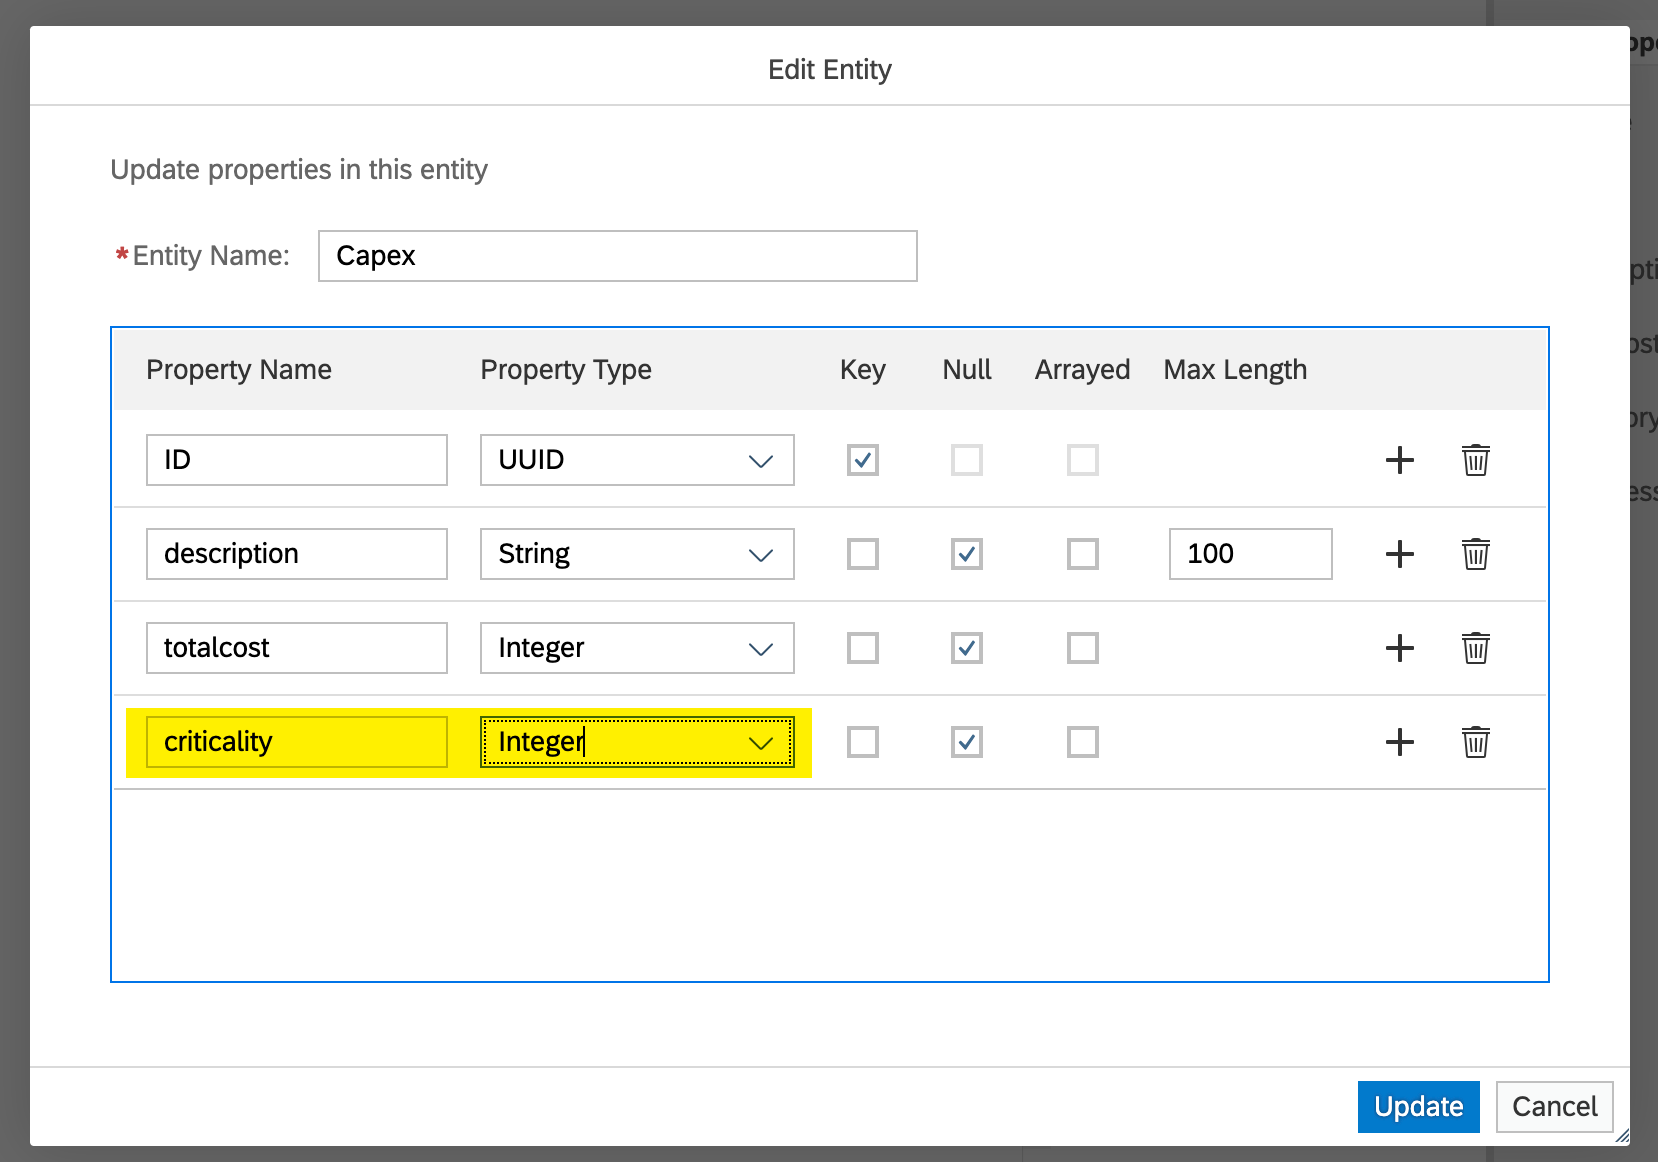 Edit Entity
Update properties in this entity
*Entity Name: Capex
Property Name Property Type Key Null Arrayed Max Length
ID UUID
description String 100
totalcost Integer
criticality Integer
Update Cancel